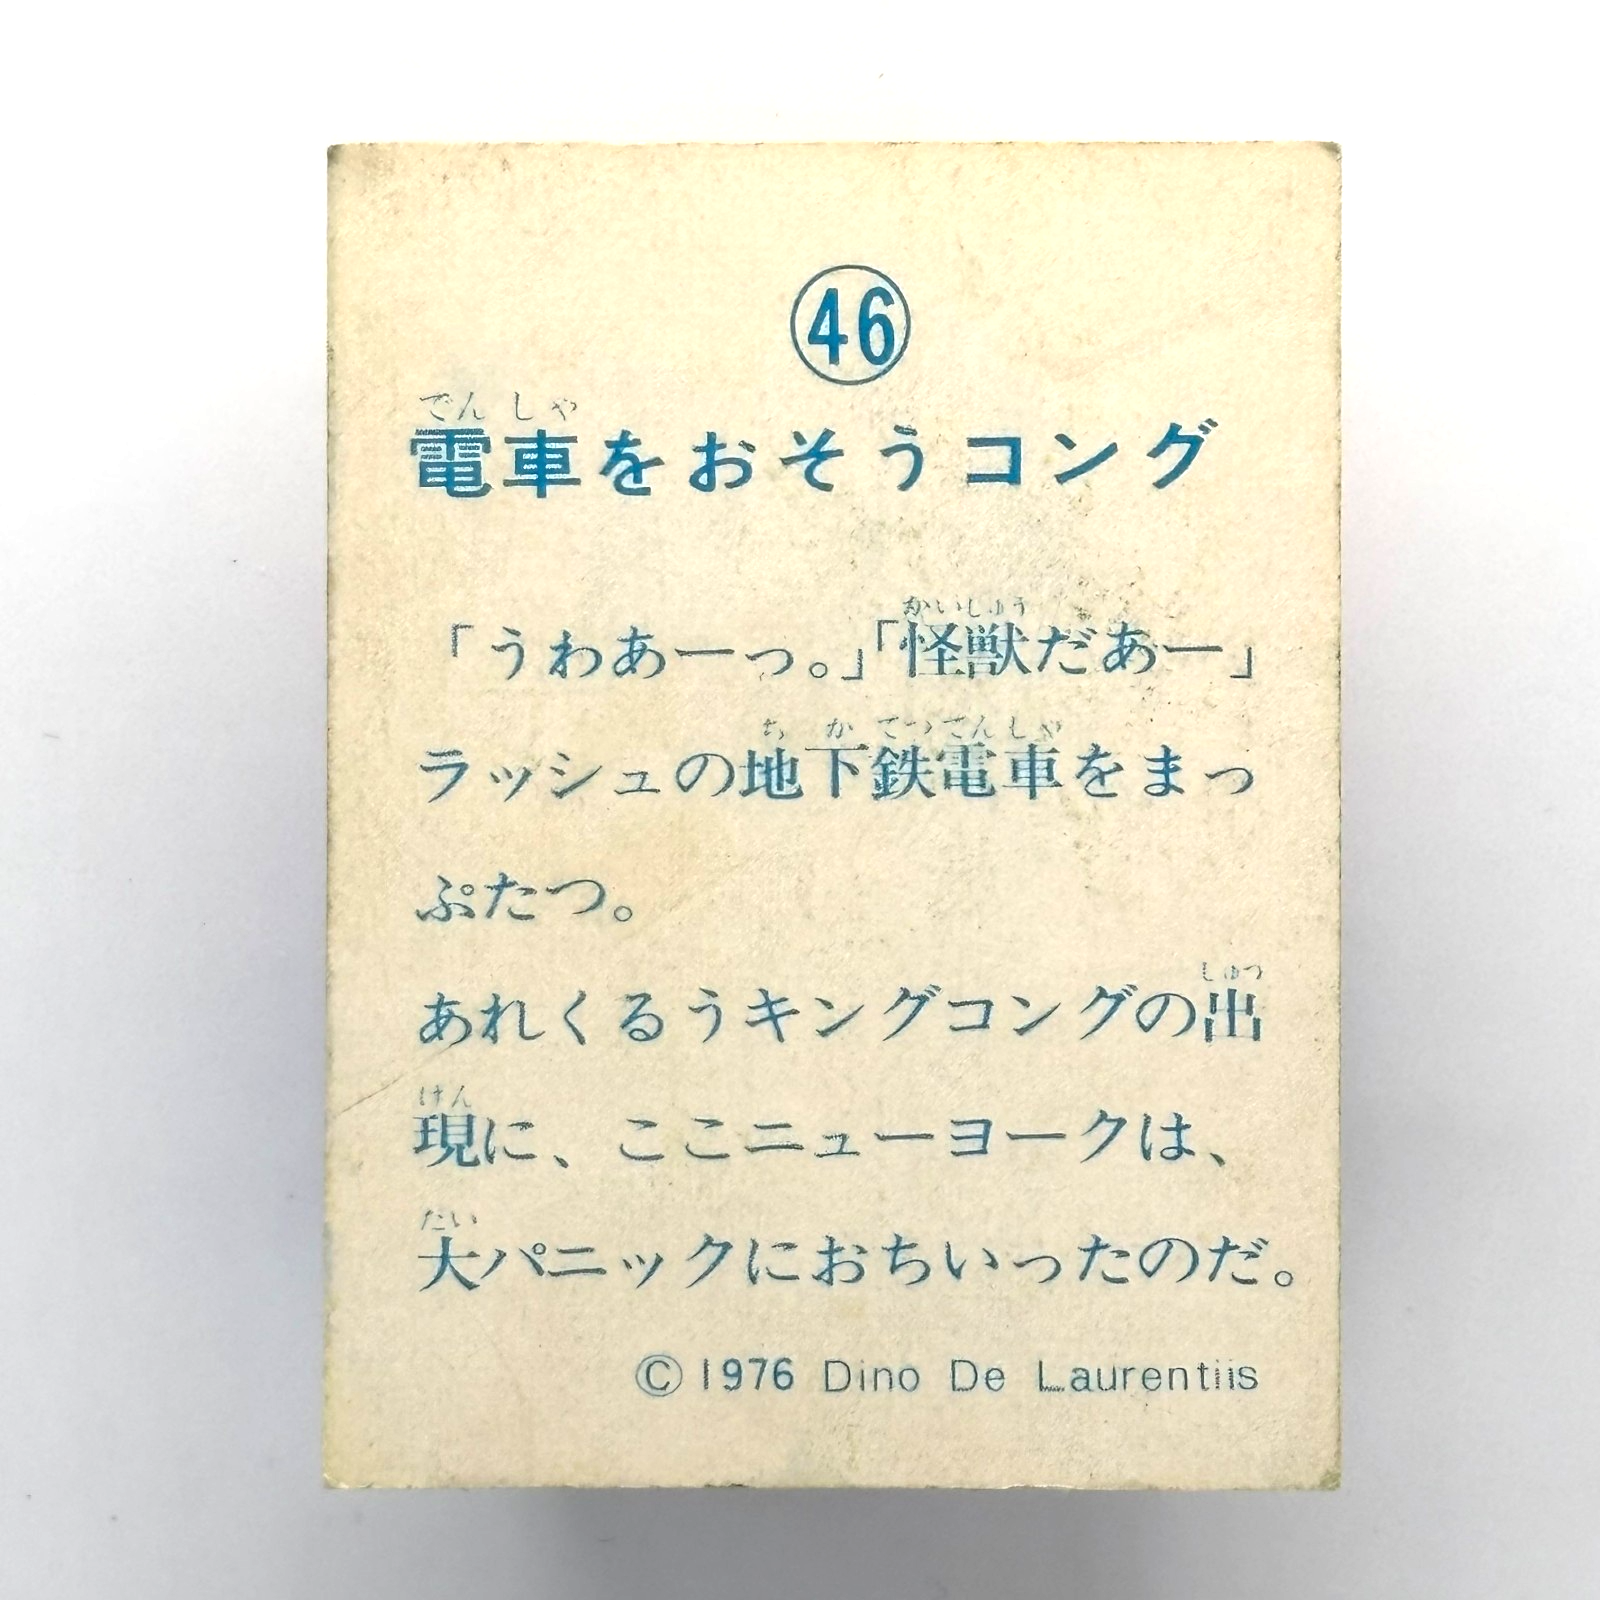 46
でんしゃ
電車をおそうコング
かいじゅう
「うわあーっ。」「怪獣だあー」
ちかてつでんしゃ
ラッシュの地下鉄電車をまっ
ぷたつ。
しゅつ
あれくるうキングコングの出
けん
現に、ここニューヨークは、
たい
大パニックにおちいったのだ。
©1976 Dino De Laurentiis